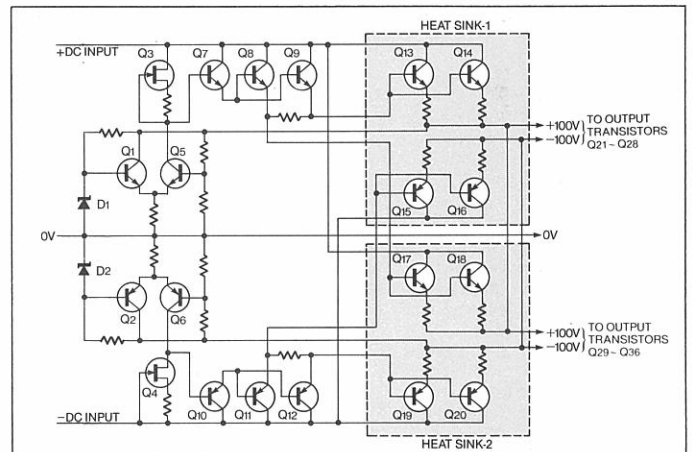 HEAT SINK-1
+DC INPUT
Q3 Q7 Q8 Q9 Q13 Q14
+100V TO OUTPUT
-100V TRANSISTORS
Q21~Q28
Q1 Q5
D1
Q15 Q16
0V 0V
D2
Q17 Q18
Q2 Q6
+100V TO OUTPUT
-100V TRANSISTORS
Q29~Q36
Q4
Q10 Q11 Q12 Q19 Q20
-DC INPUT
HEAT SINK-2